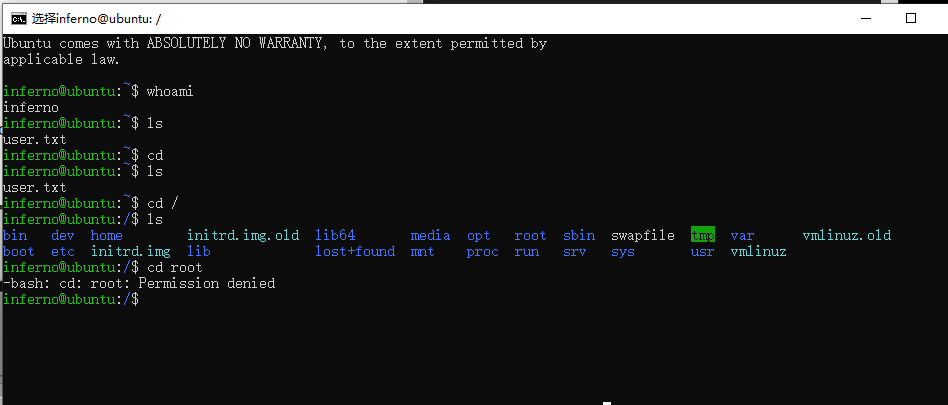 选择inferno@ubuntu: /
Ubuntu comes with ABSOLUTELY NO WARRANTY, to the extent permitted by
applicable law.
inferno@ubuntu:~$ whoami
inferno
inferno@ubuntu:~$ ls
user.txt
inferno@ubuntu:~$ cd
inferno@ubuntu:~$ ls
user.txt
inferno@ubuntu:~$ cd /
inferno@ubuntu:/$ ls
bin dev home initrd.img.old lib64 media opt root sbin swapfile tmp var vmlinuz.old
boot etc initrd.img lib lost+found mnt proc run srv sys usr vmlinuz
inferno@ubuntu:/$ cd root
-bash: cd: root: Permission denied
inferno@ubuntu:/$